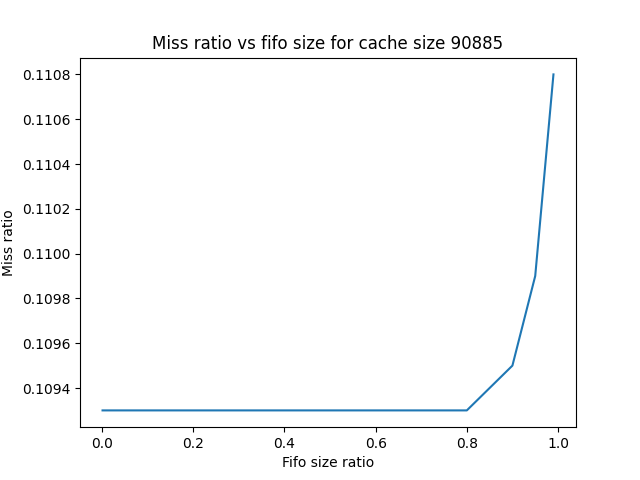 Miss ratio vs fifo size for cache size 90885
0.1108
0.1106
0.1104
0.1102
0.1100
0.1098
0.1096
0.1094
Miss ratio
0.0 0.2 0.4 0.6 0.8 1.0
Fifo size ratio